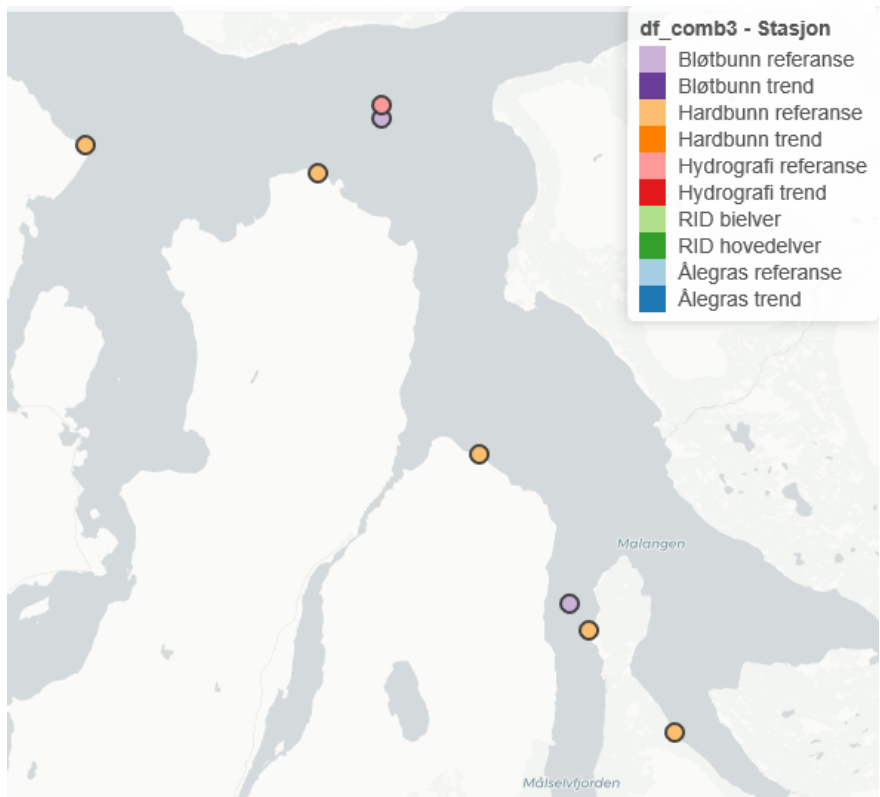 df_comb3 - Stasjon
Bløtbunn referanse
Bløtbunn trend
Hardbunn referanse
Hardbunn trend
Hydrografi referanse
Hydrografi trend
RID bielver
RID hovedelver
Ålegras referanse
Ålegras trend
Malangen
Målselvfjorden